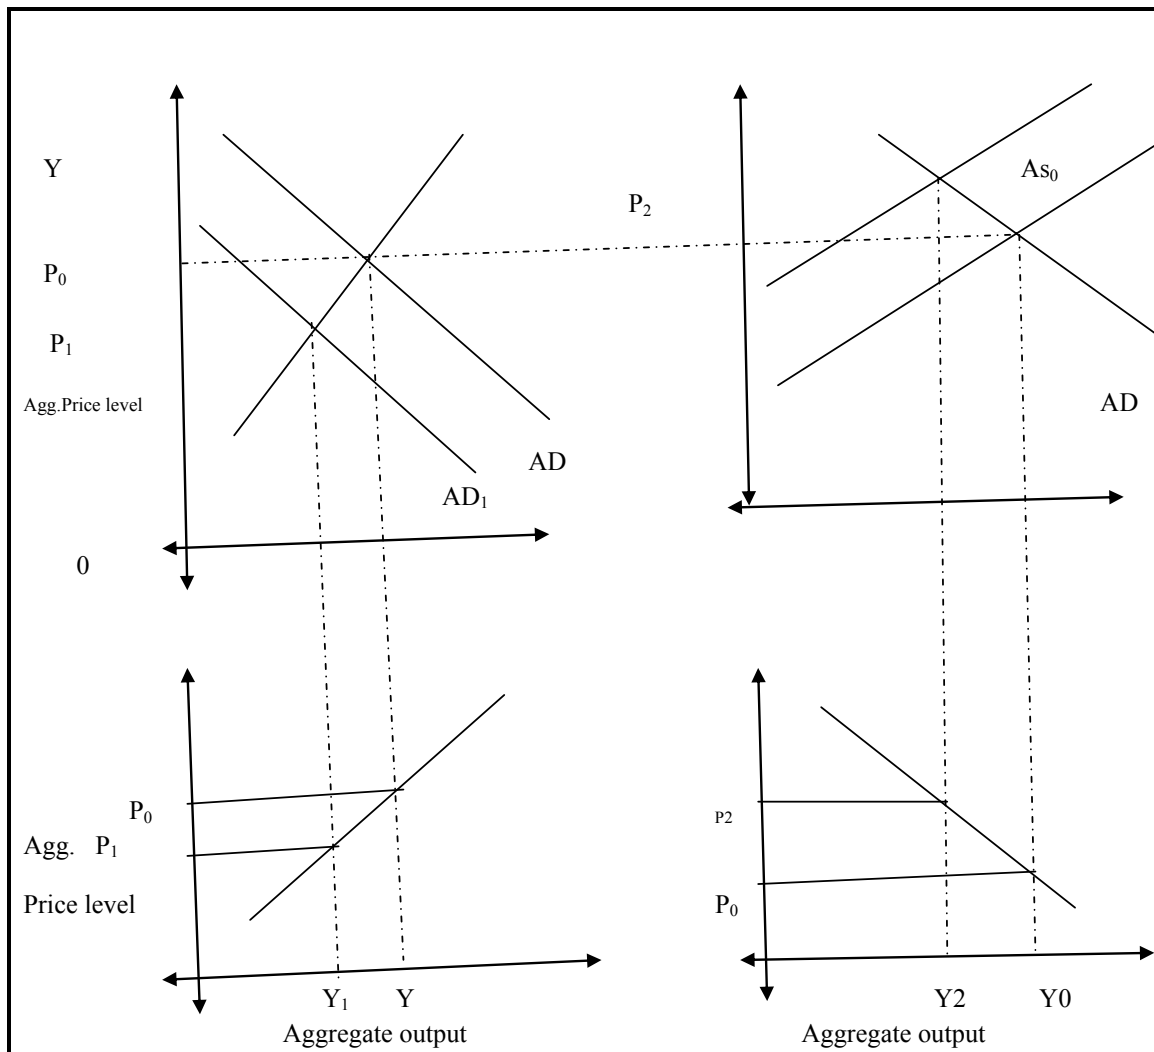 Y
As₀
P₂
P₀
P₁
Agg.Price level
AD
AD
AD₁
0
P₀
P2
Agg. P₁
Price level
P₀
Y₁ Y
Y2 Y0
Aggregate output
Aggregate output